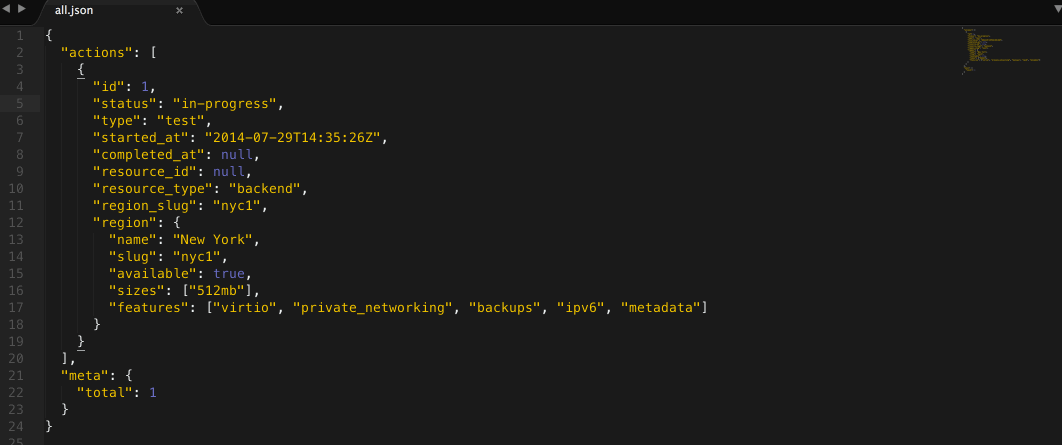 all.json ×
1 {
2   "actions": [
3     {
4       "id": 1,
5       "status": "in-progress",
6       "type": "test",
7       "started_at": "2014-07-29T14:35:26Z",
8       "completed_at": null,
9       "resource_id": null,
10       "resource_type": "backend",
11       "region_slug": "nyc1",
12       "region": {
13         "name": "New York",
14         "slug": "nyc1",
15         "available": true,
16         "sizes": ["512mb"],
17         "features": ["virtio", "private_networking", "backups", "ipv6", "metadata"]
18       }
19     }
20   ],
21   "meta": {
22     "total": 1
23   }
24 }
25